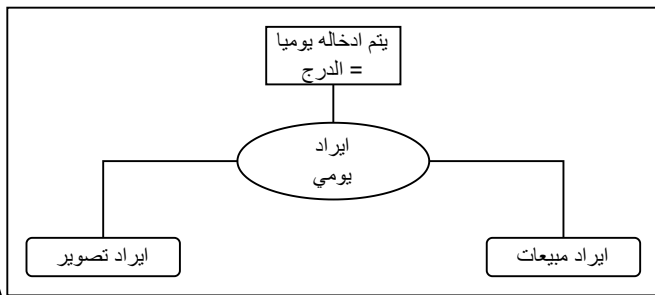 يتم ادخاله يوميا
= الدرج
ايراد
يومي
ايراد مبيعات
ايراد تصوير